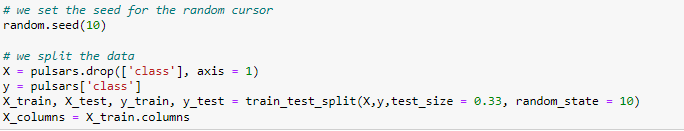 # we set the seed for the random cursor
random.seed(10)
# we split the data
X = pulsars.drop(['class'], axis = 1)
y = pulsars['class']
X_train, X_test, y_train, y_test = train_test_split(X,y,test_size = 0.33, random_state = 10)
X_columns = X_train.columns